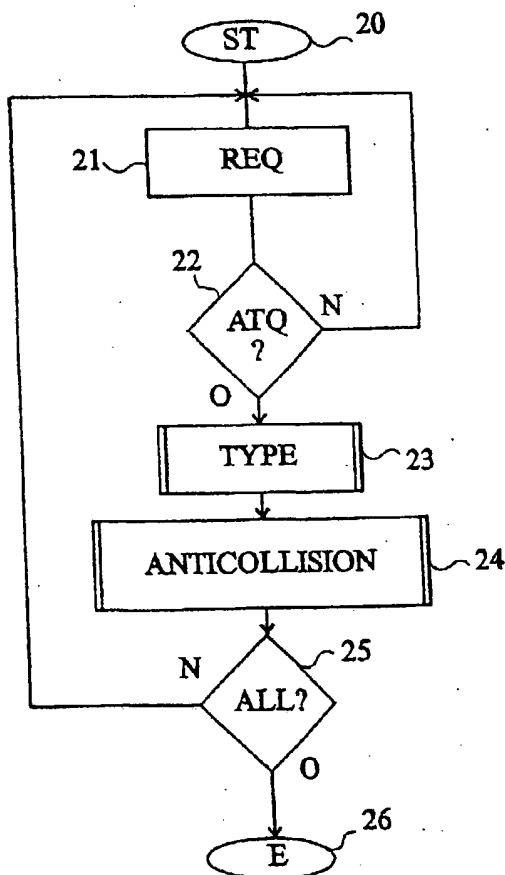 ST
20
21
REQ
22
ATQ
?
N
O
TYPE
23
ANTICOLLISION
24
N
25
ALL?
O
26
E